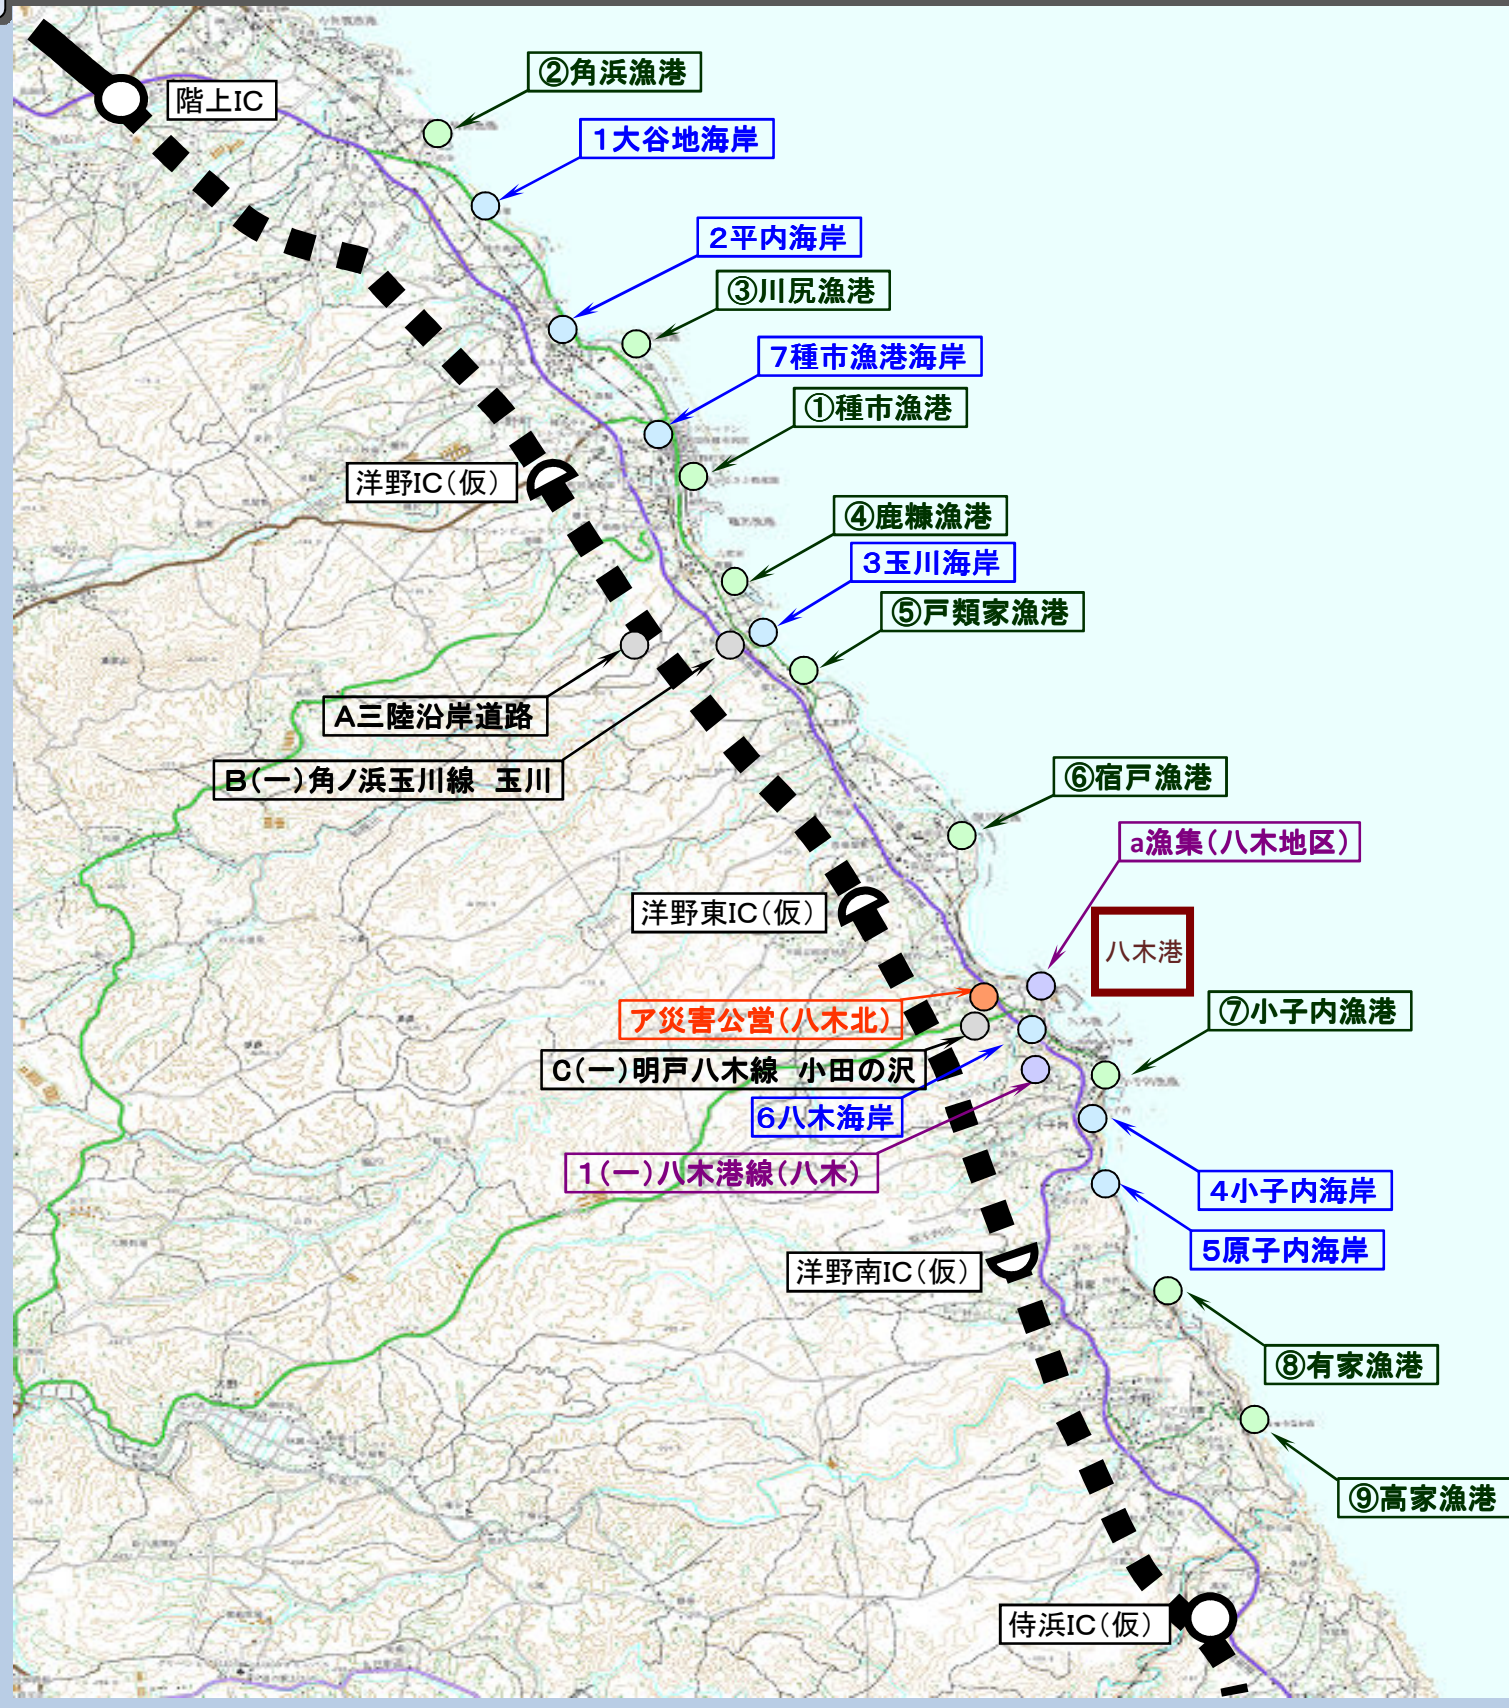 ②角浜漁港
階上IC
1大谷地海岸
2平内海岸
③川尻漁港
7種市漁港海岸
①種市漁港
洋野IC（仮）
④鹿糠漁港
3玉川海岸
⑤戸類家漁港
A三陸沿岸道路
B（一）角ノ浜玉川線　玉川
⑥宿戸漁港
a漁集（八木地区）
洋野東IC（仮）
八木港
⑦小子内漁港
ア災害公営（八木北）
C（一）明戸八木線　小田の沢
6八木海岸
1（一）八木港線（八木）
4小子内海岸
5原子内海岸
洋野南IC（仮）
⑧有家漁港
⑨高家漁港
侍浜IC（仮）